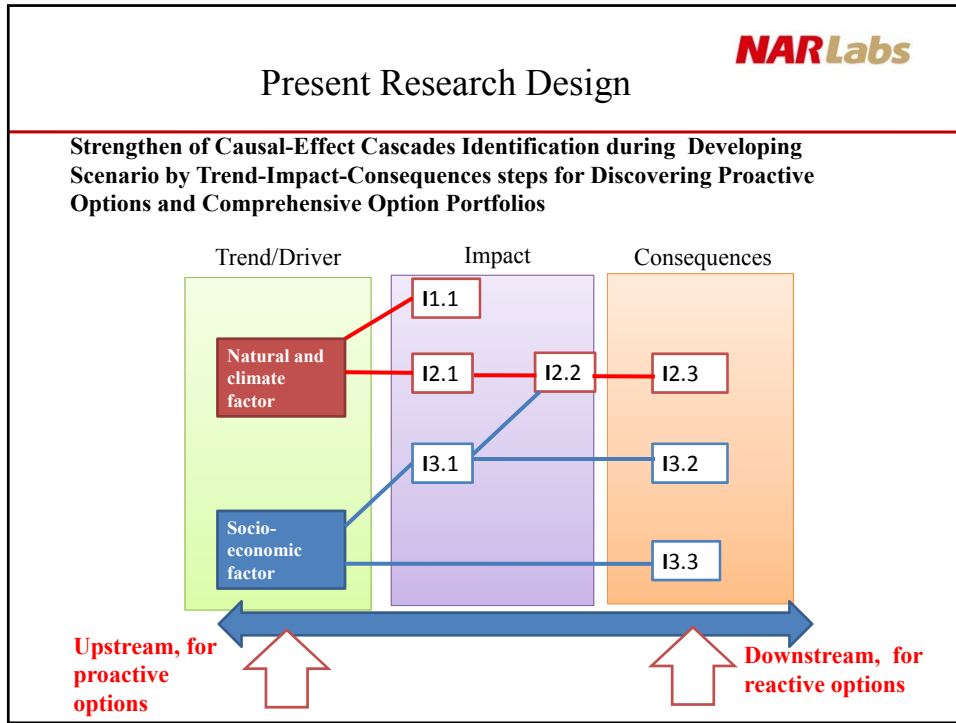 NARLabs
Present Research Design
Strengthen of Causal-Effect Cascades Identification during Developing
Scenario by Trend-Impact-Consequences steps for Discovering Proactive
Options and Comprehensive Option Portfolios
Trend/Driver
Impact
Consequences
I1.1
Natural and
climate
factor
I2.1
I2.2
I2.3
I3.1
I3.2
Socio-
economic
factor
I3.3
Upstream, for
proactive
options
Downstream, for
reactive options